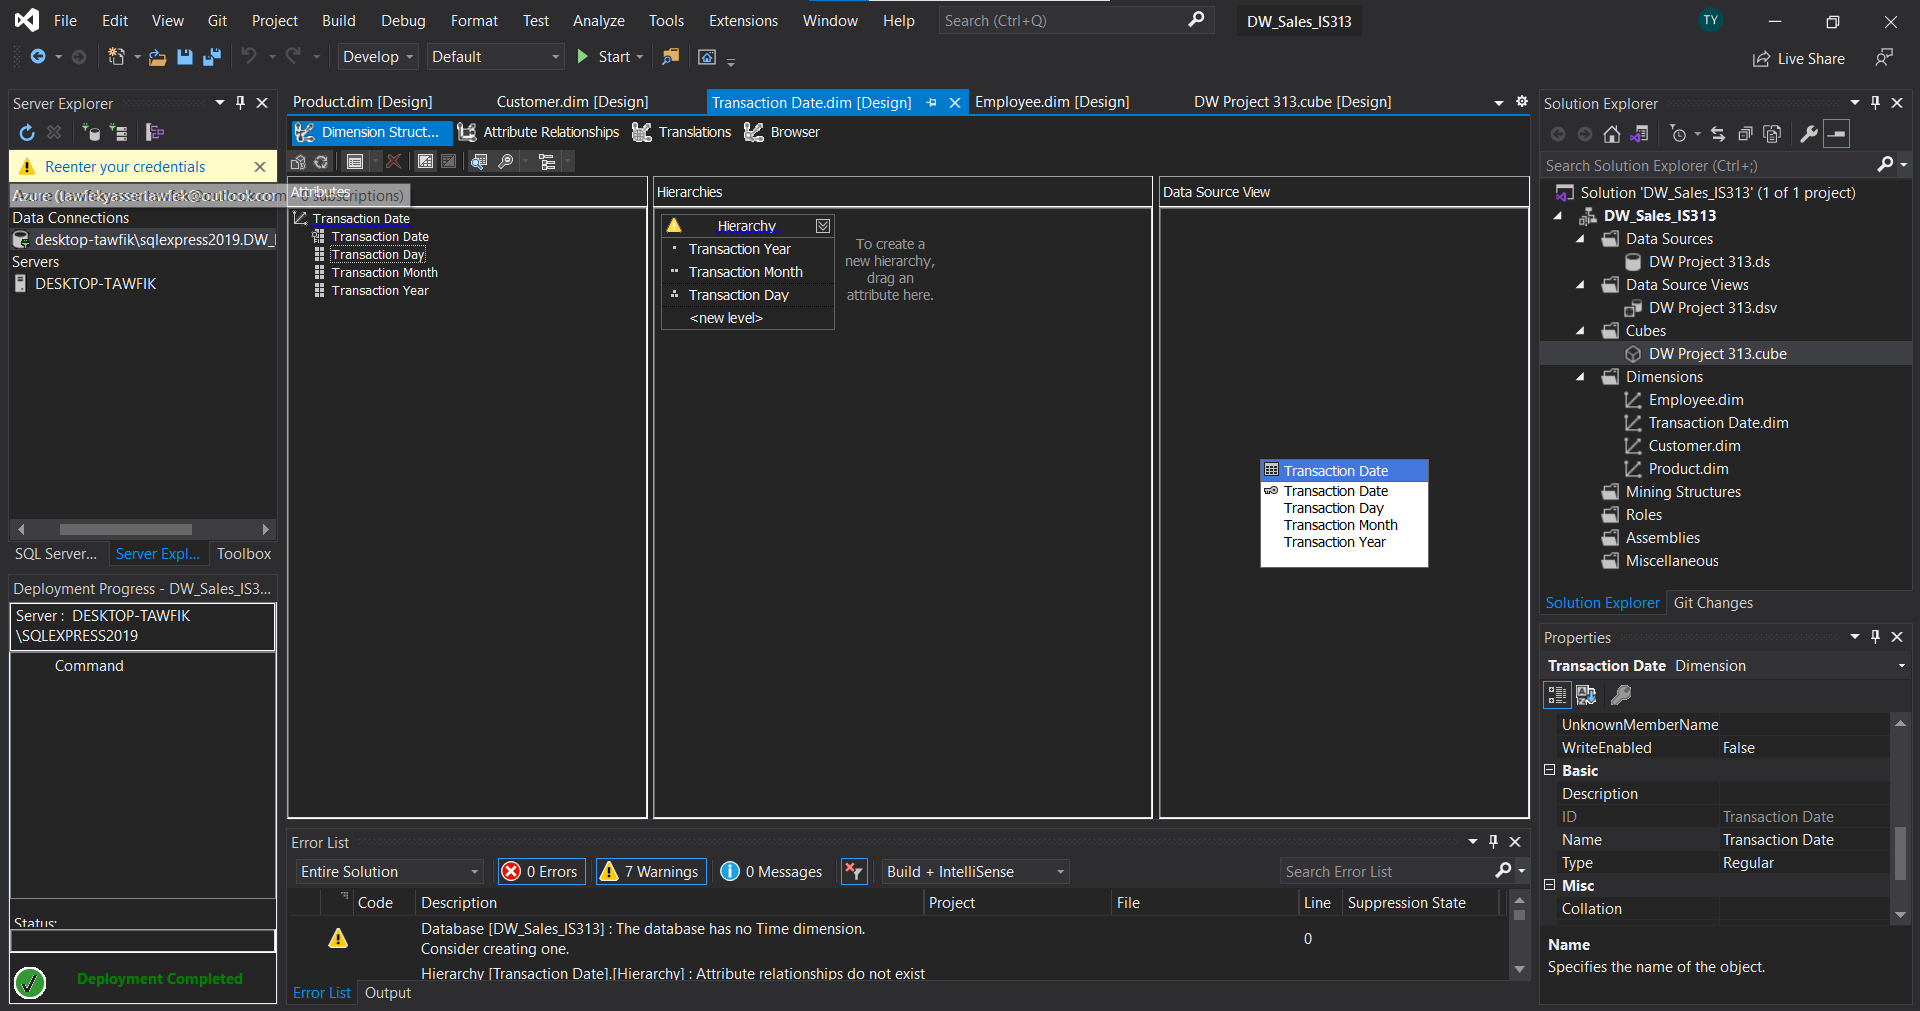 File Edit View Git Project Build Debug Format Test Analyze Tools Extensions Window Help Search (Ctrl+Q) DW_Sales_IS313 TY
Develop Default Start Live Share
Server Explorer
Reenter your credentials
Azure (tawfekyassertawfek@outlook.com - 0 subscriptions)
Data Connections
desktop-tawfik\sqlexpress2019.DW_
Servers
DESKTOP-TAWFIK
SQL Server... Server Expl... Toolbox
Deployment Progress - DW_Sales_IS3...
Server : DESKTOP-TAWFIK
\SQLEXPRESS2019
Command
Status:
Deployment Completed
Product.dim [Design] Customer.dim [Design] Transaction Date.dim [Design] Employee.dim [Design] DW Project 313.cube [Design]
Dimension Struct... Attribute Relationships Translations Browser
Attributes
Transaction Date
Transaction Date
Transaction Day
Transaction Month
Transaction Year
Hierarchies
Hierarchy
Transaction Year
Transaction Month
Transaction Day
<new level>
To create a
new hierarchy,
drag an
attribute here.
Data Source View
Transaction Date
Transaction Date
Transaction Day
Transaction Month
Transaction Year
Error List
Entire Solution 0 Errors 7 Warnings 0 Messages Build + IntelliSense Search Error List
Code Description Project File Line Suppression State
Database [DW_Sales_IS313] : The database has no Time dimension.
Consider creating one.
0
Hierarchy [Transaction Date].[Hierarchy] : Attribute relationships do not exist
Error List Output
Solution Explorer
Search Solution Explorer (Ctrl+;)
Solution 'DW_Sales_IS313' (1 of 1 project)
DW_Sales_IS313
Data Sources
DW Project 313.ds
Data Source Views
DW Project 313.dsv
Cubes
DW Project 313.cube
Dimensions
Employee.dim
Transaction Date.dim
Customer.dim
Product.dim
Mining Structures
Roles
Assemblies
Miscellaneous
Solution Explorer Git Changes
Properties
Transaction Date Dimension
UnknownMemberName
WriteEnabled False
Basic
Description
ID Transaction Date
Name Transaction Date
Type Regular
Misc
Collation
Name
Specifies the name of the object.